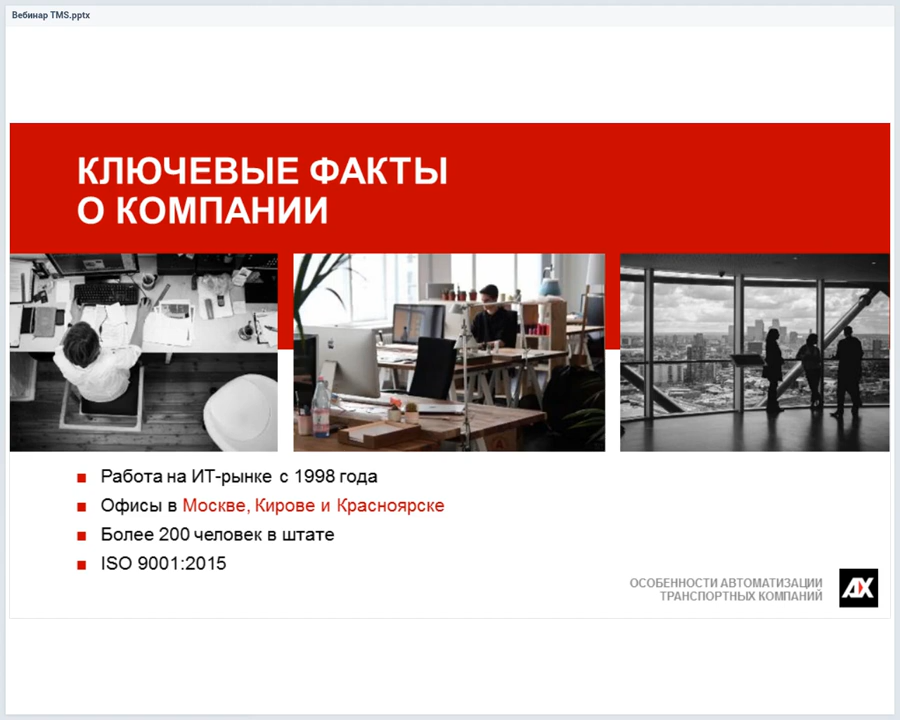 Вебинар TMS.pptx
КЛЮЧЕВЫЕ ФАКТЫ
О КОМПАНИИ
Работа на ИТ-рынке с 1998 года
Офисы в Москве, Кирове и Красноярске
Более 200 человек в штате
ISO 9001:2015
ОСОБЕННОСТИ АВТОМАТИЗАЦИИ
ТРАНСПОРТНЫХ КОМПАНИЙ